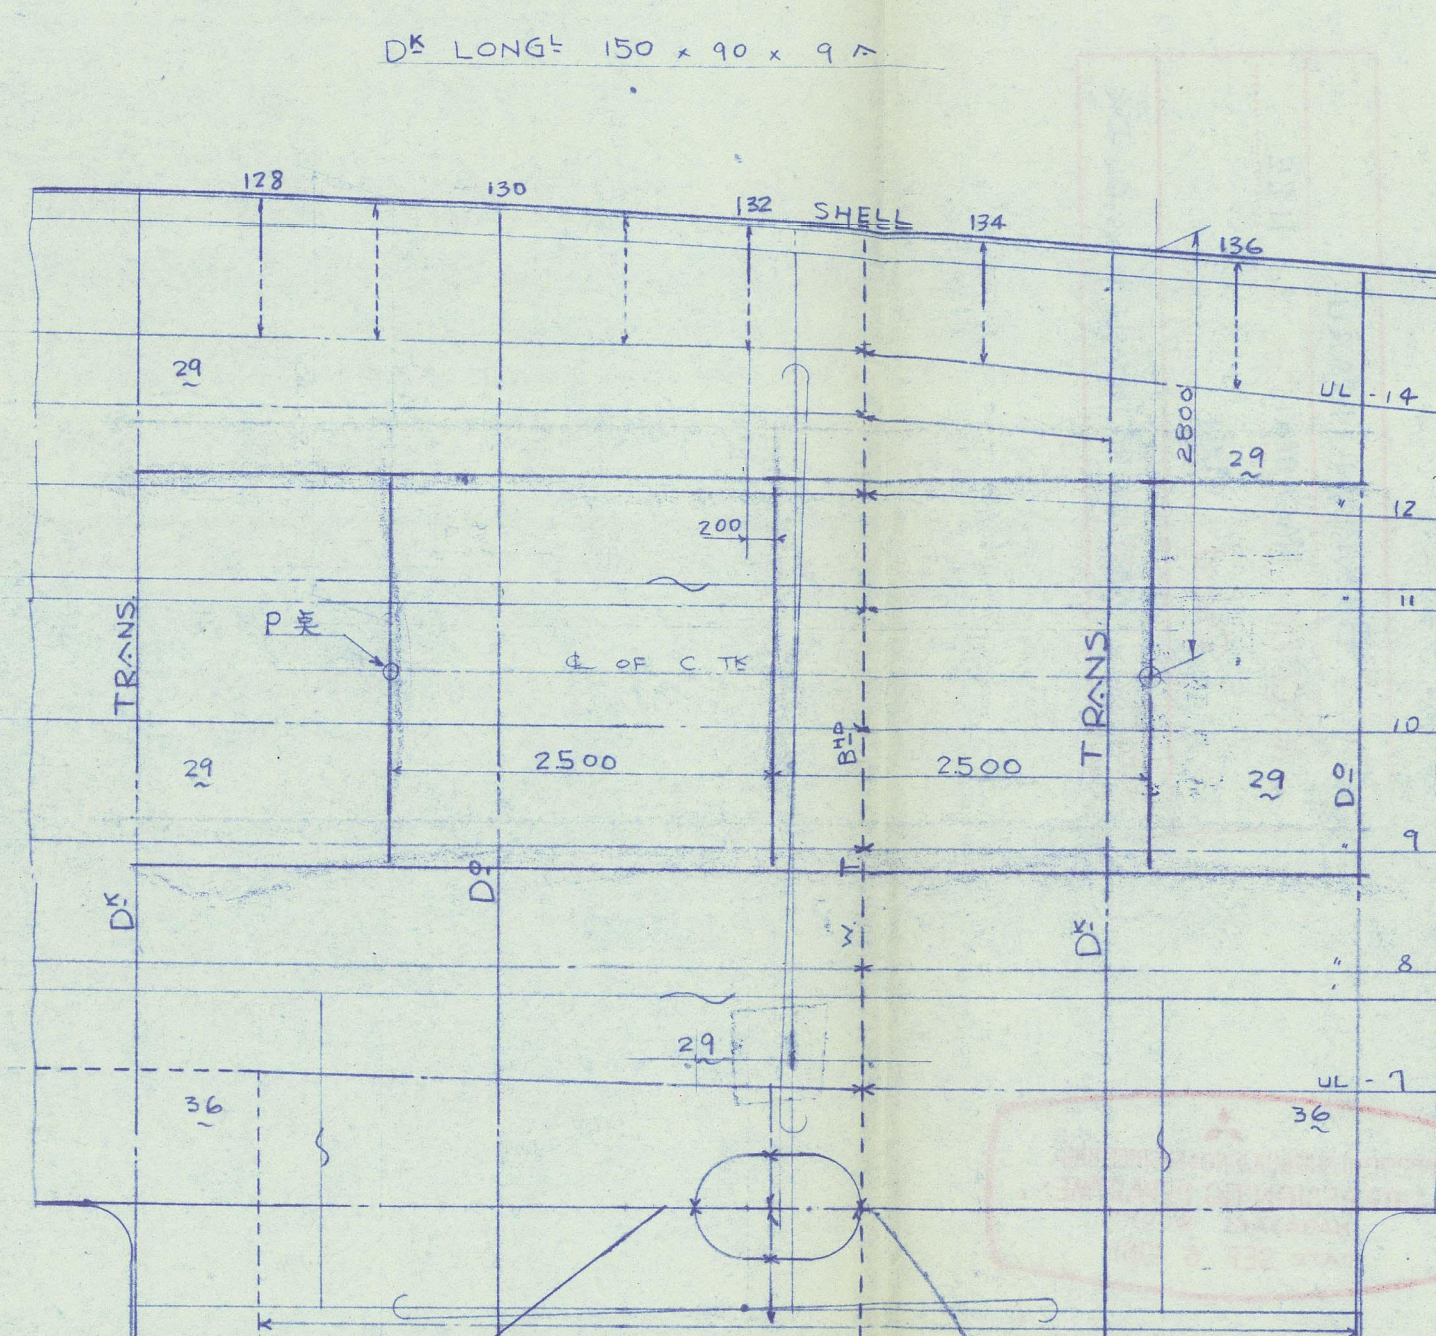 Dᴷ LONGᴸ 150 x 90 x 9
128
130
132
SHELL
134
136
29
UL - 14
2800
29
" 12
200
" 11
TRANS
P
℄ OF C Tᴷ
TRANS
10
Bᴴᴰ
29
2500
2500
29
Dᴼ
" 9
T
Dᴼ
Dᴷ
W.
Dᴷ
" 8
29
UL - 7
36
36